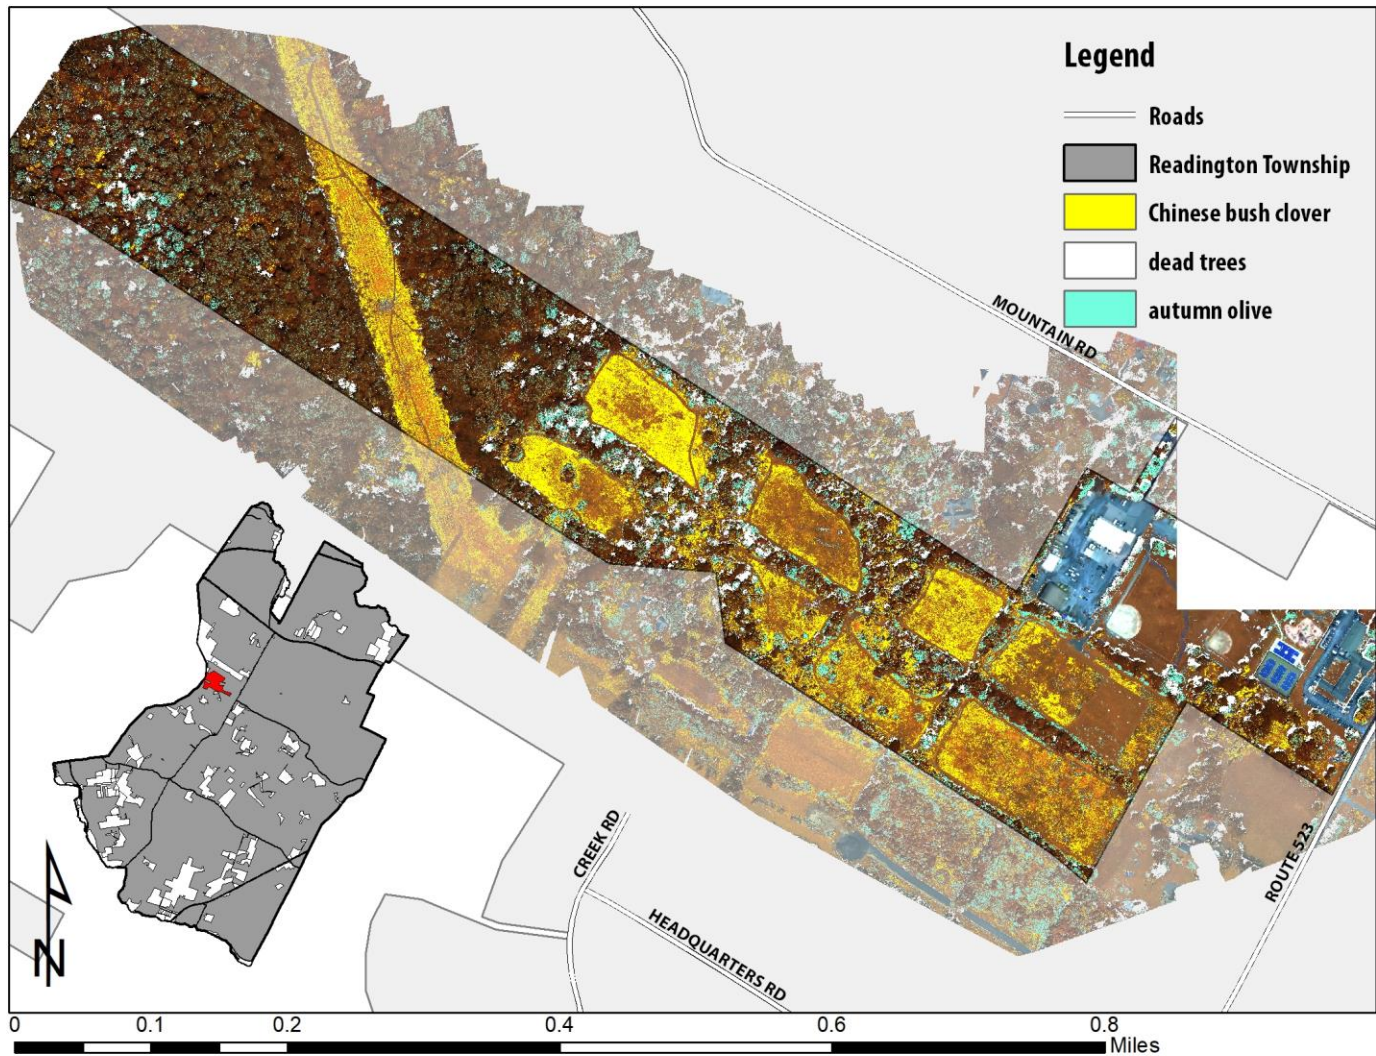 Legend
Roads
Readington Township
Chinese bush clover
dead trees
autumn olive
MOUNTAIN RD
CREEK RD
HEADQUARTERS RD
ROUTE 523
N
0 0.1 0.2 0.4 0.6 0.8
Miles